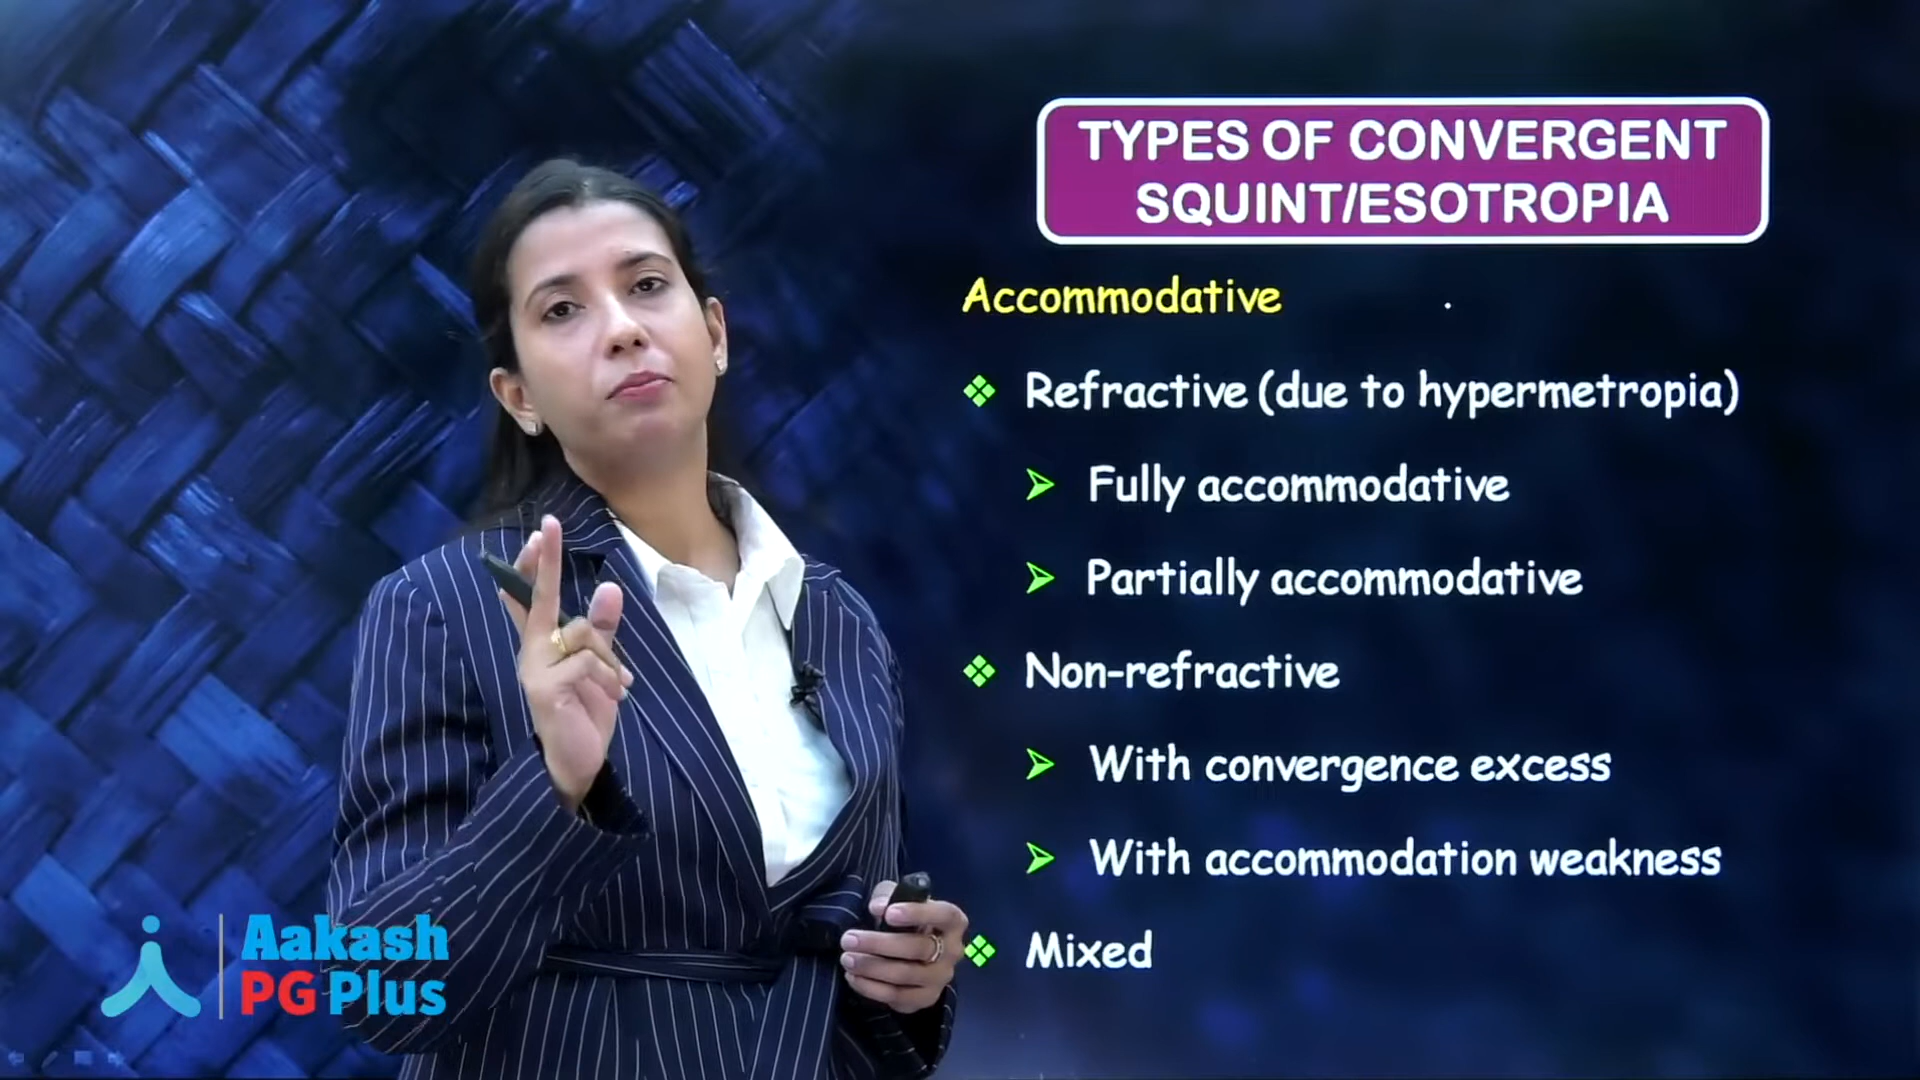 TYPES OF CONVERGENT
SQUINT/ESOTROPIA
Accommodative
Refractive (due to hypermetropia)
Fully accommodative
Partially accommodative
Non-refractive
With convergence excess
With accommodation weakness
Mixed
Aakash
PG Plus